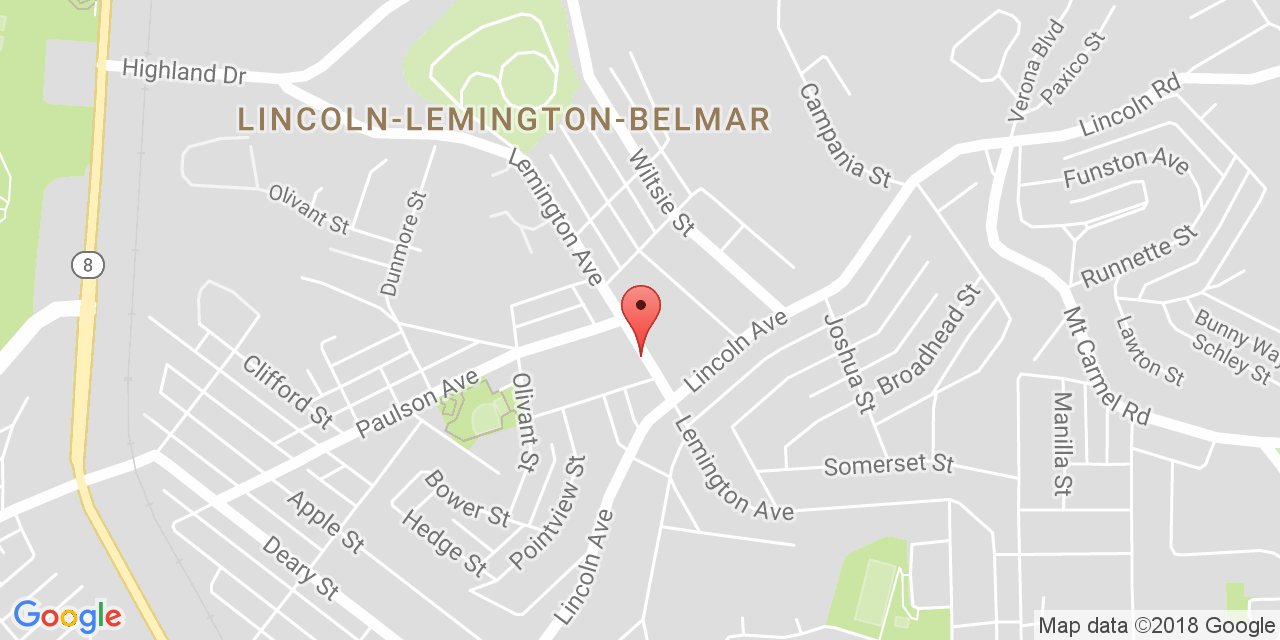 Highland Dr
LINCOLN-LEMINGTON-BELMAR
Verona Blvd
Paxico St
Lincoln Rd
Campania St
Funston Ave
Wiltsie St
Lemington Ave
Olivant St
Dunmore St
8
Runnette St
Bunny Way
Schley St
Lawton St
Mt Carmel Rd
Broadhead St
Joshua St
Lincoln Ave
Clifford St
Paulson Ave
Olivant St
Manilla St
Somerset St
Lemington Ave
Bower St
Pointview St
Hedge St
Apple St
Deary St
Lincoln Ave
Google
Map data ©2018 Google